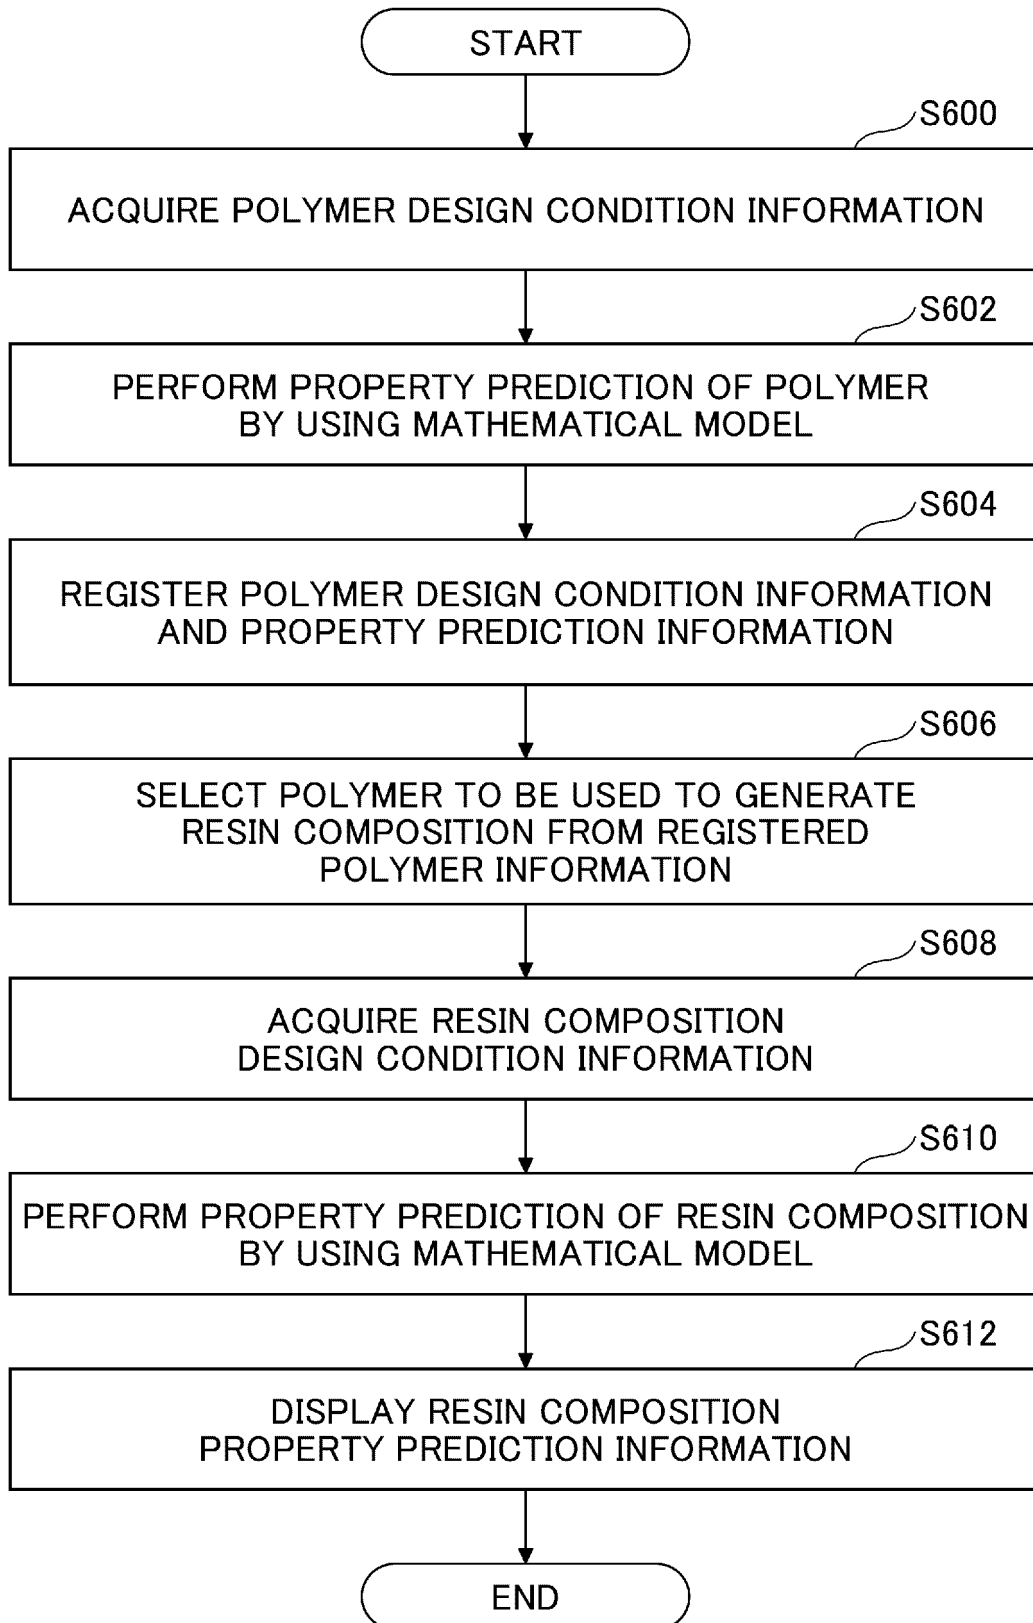 START
S600
ACQUIRE POLYMER DESIGN CONDITION INFORMATION
S602
PERFORM PROPERTY PREDICTION OF POLYMER
BY USING MATHEMATICAL MODEL
S604
REGISTER POLYMER DESIGN CONDITION INFORMATION
AND PROPERTY PREDICTION INFORMATION
S606
SELECT POLYMER TO BE USED TO GENERATE
RESIN COMPOSITION FROM REGISTERED
POLYMER INFORMATION
S608
ACQUIRE RESIN COMPOSITION
DESIGN CONDITION INFORMATION
S610
PERFORM PROPERTY PREDICTION OF RESIN COMPOSITION
BY USING MATHEMATICAL MODEL
S612
DISPLAY RESIN COMPOSITION
PROPERTY PREDICTION INFORMATION
END